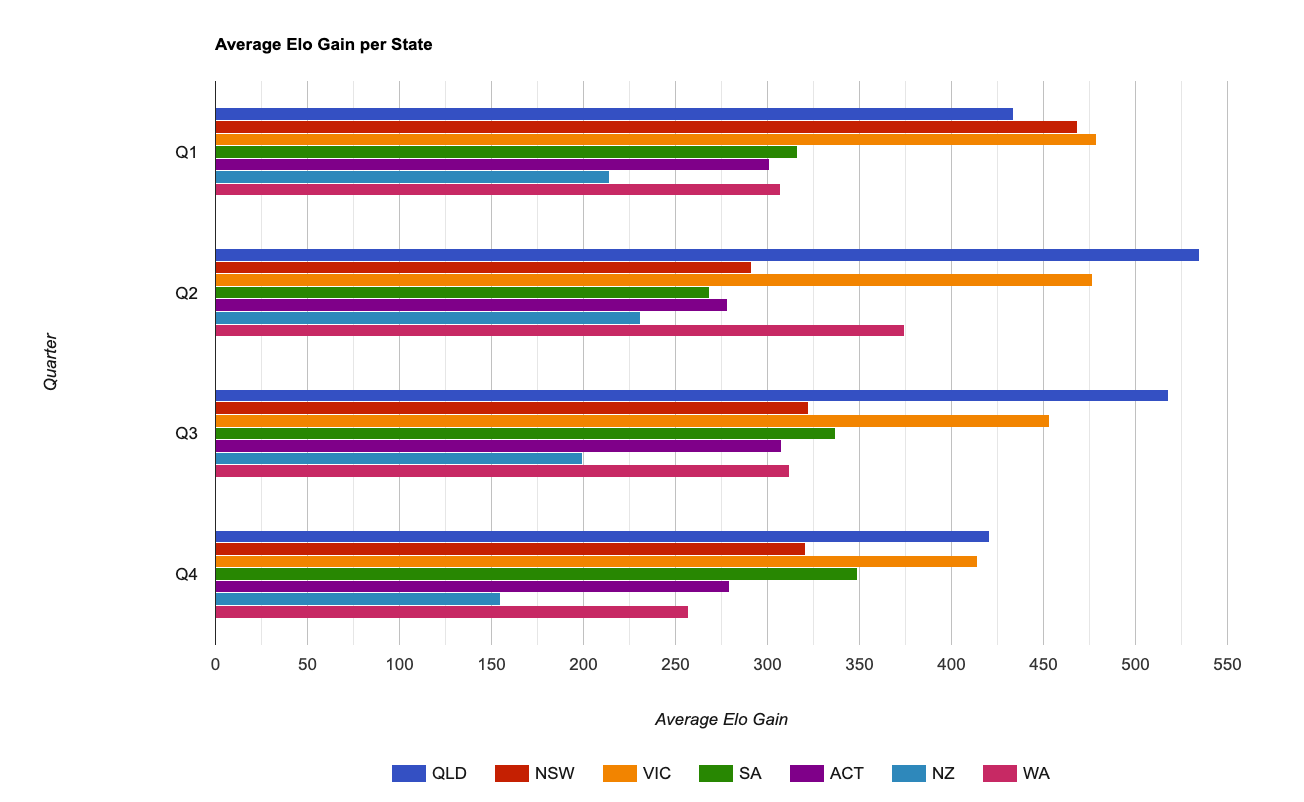 Average Elo Gain per State
Q1
Q2
Quarter
Q3
Q4
0 50 100 150 200 250 300 350 400 450 500 550
Average Elo Gain
QLD NSW VIC SA ACT NZ WA